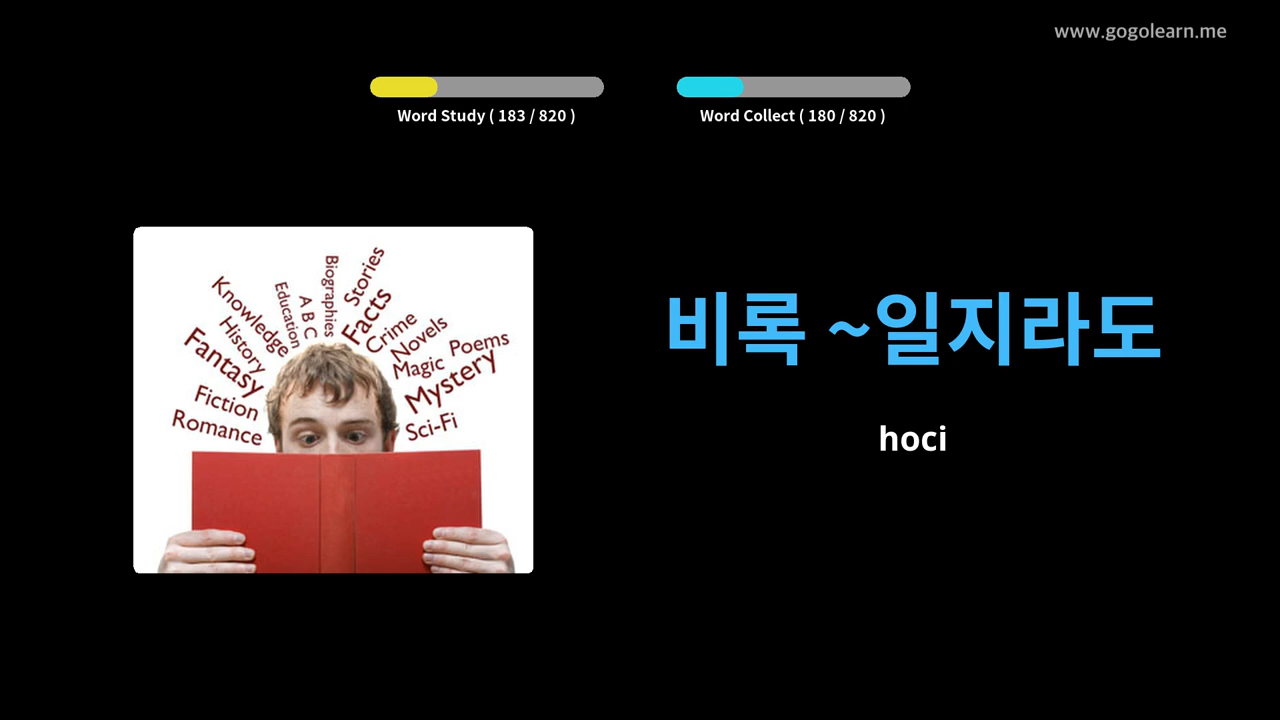 www.gogolearn.me
Word Study ( 183 / 820 )
Word Collect ( 180 / 820 )
Knowledge
History
Fantasy
Fiction
Romance
Education
A B C
Biographies
Stories
Facts
Crime
Novels
Magic
Poems
Mystery
Sci-Fi
비록 ~일지라도
hoci